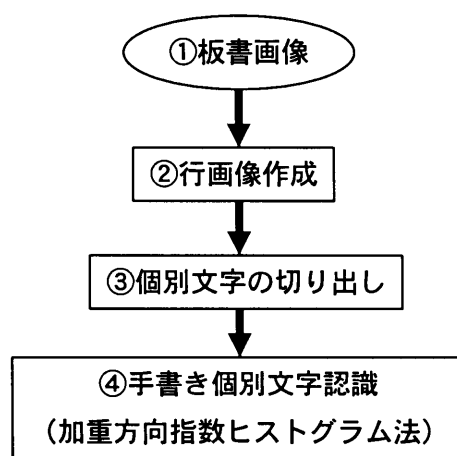 ①板書画像
②行画像作成
③個別文字の切り出し
④手書き個別文字認識
（加重方向指数ヒストグラム法）